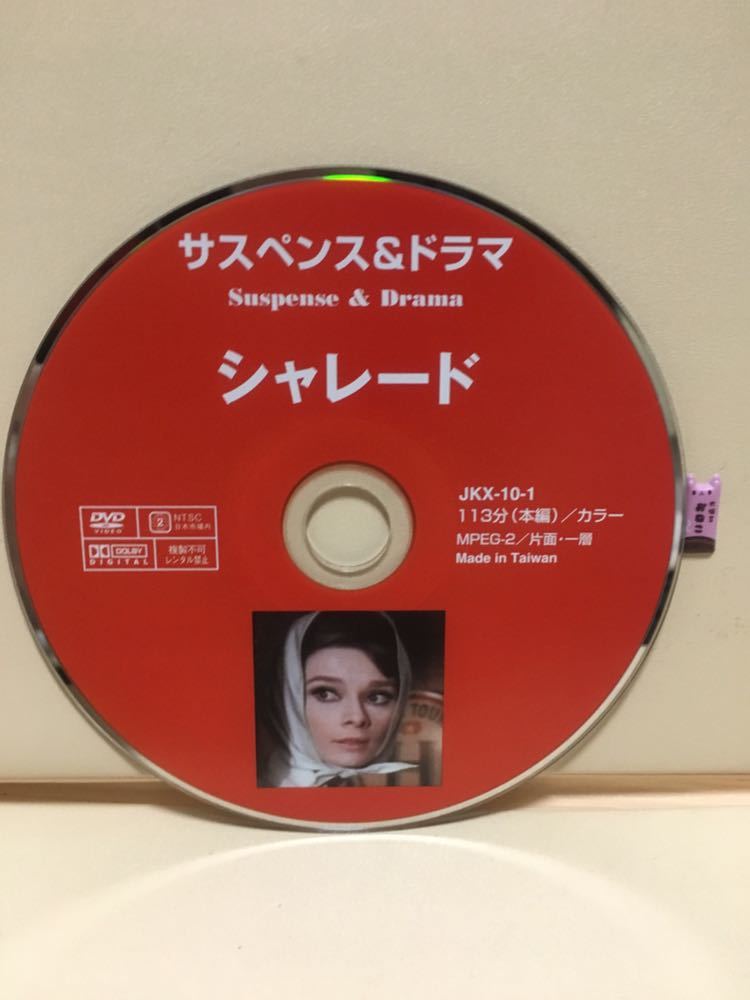 サスペンス&ドラマ
Suspense & Drama
シャレード
JKX-10-1
113分(本編)/カラー
MPEG-2/片面・一層
Made in Taiwan
DVD
VIDEO
2
NTSC
日本市場向
DOLBY
DIGITAL
複製不可
レンタル禁止
TOU